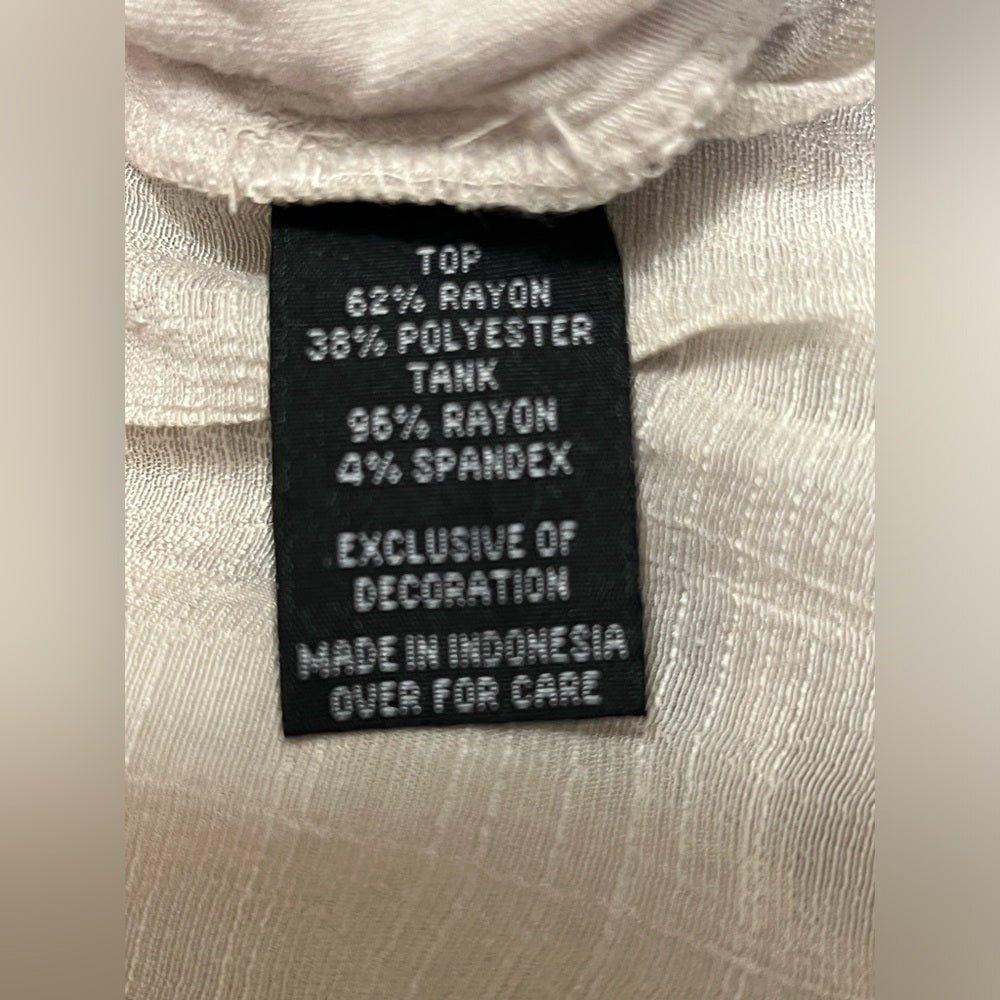 TOP
62% RAYON
38% POLYESTER
TANK
96% RAYON
4% SPANDEX
EXCLUSIVE OF
DECORATION
MADE IN INDONESIA
OVER FOR CARE